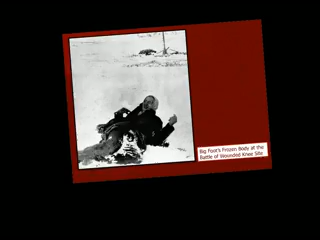 Big Foot's Frozen Body at the
Battle of Wounded Knee Site